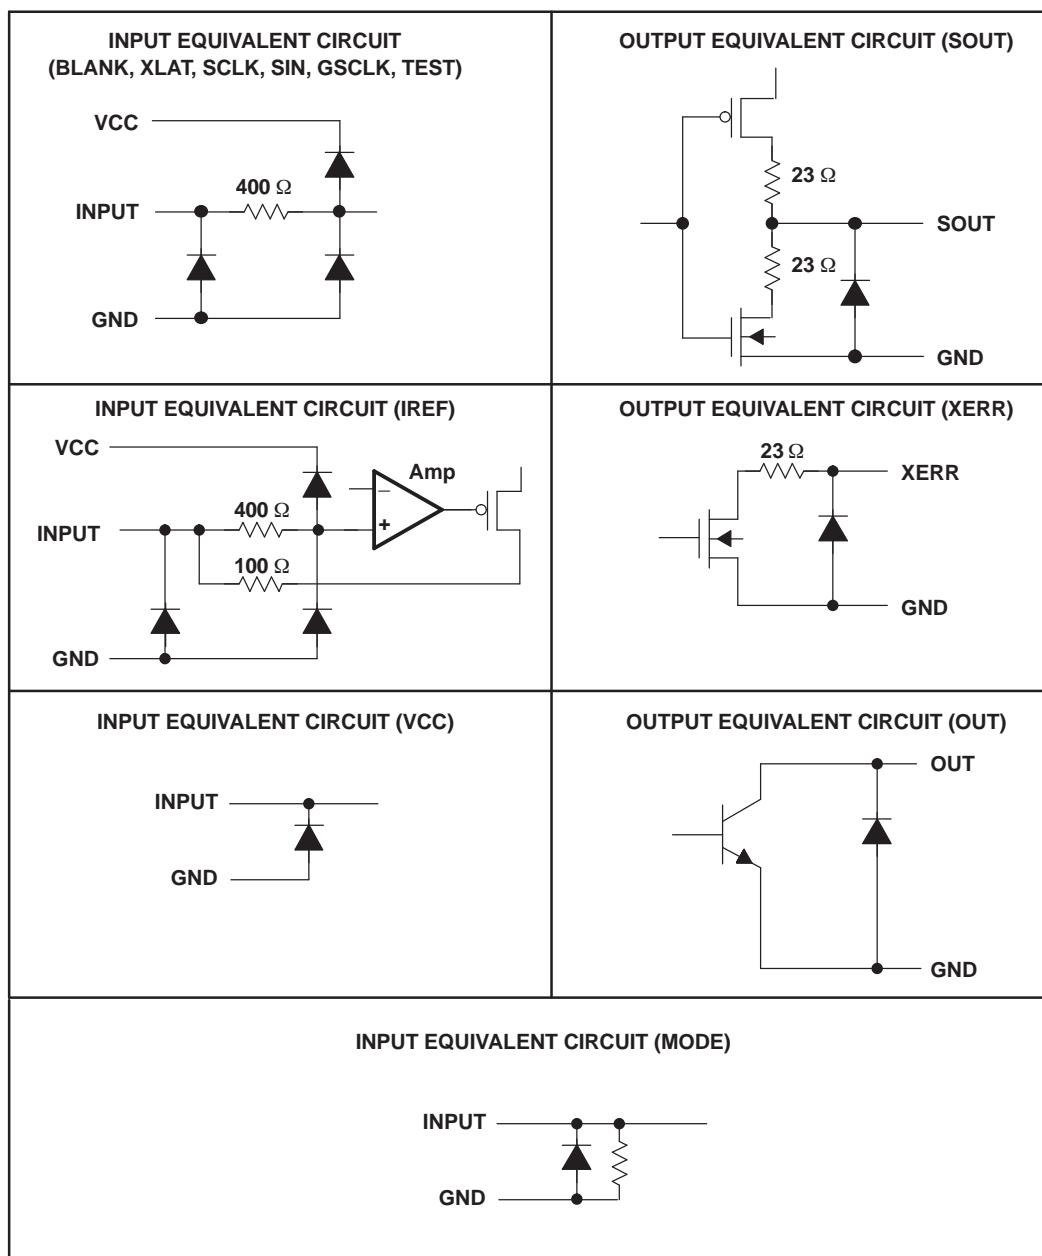 INPUT EQUIVALENT CIRCUIT
(BLANK, XLAT, SCLK, SIN, GSCLK, TEST)
VCC
400 Ω
INPUT
GND
OUTPUT EQUIVALENT CIRCUIT (SOUT)
23 Ω
SOUT
23 Ω
GND
INPUT EQUIVALENT CIRCUIT (IREF)
VCC
Amp
_
400 Ω
INPUT
+
100 Ω
GND
OUTPUT EQUIVALENT CIRCUIT (XERR)
23 Ω
XERR
GND
INPUT EQUIVALENT CIRCUIT (VCC)
INPUT
GND
OUTPUT EQUIVALENT CIRCUIT (OUT)
OUT
GND
INPUT EQUIVALENT CIRCUIT (MODE)
INPUT
GND